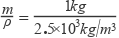 m/ρ = 1kg / 2.5×10³kg/m³